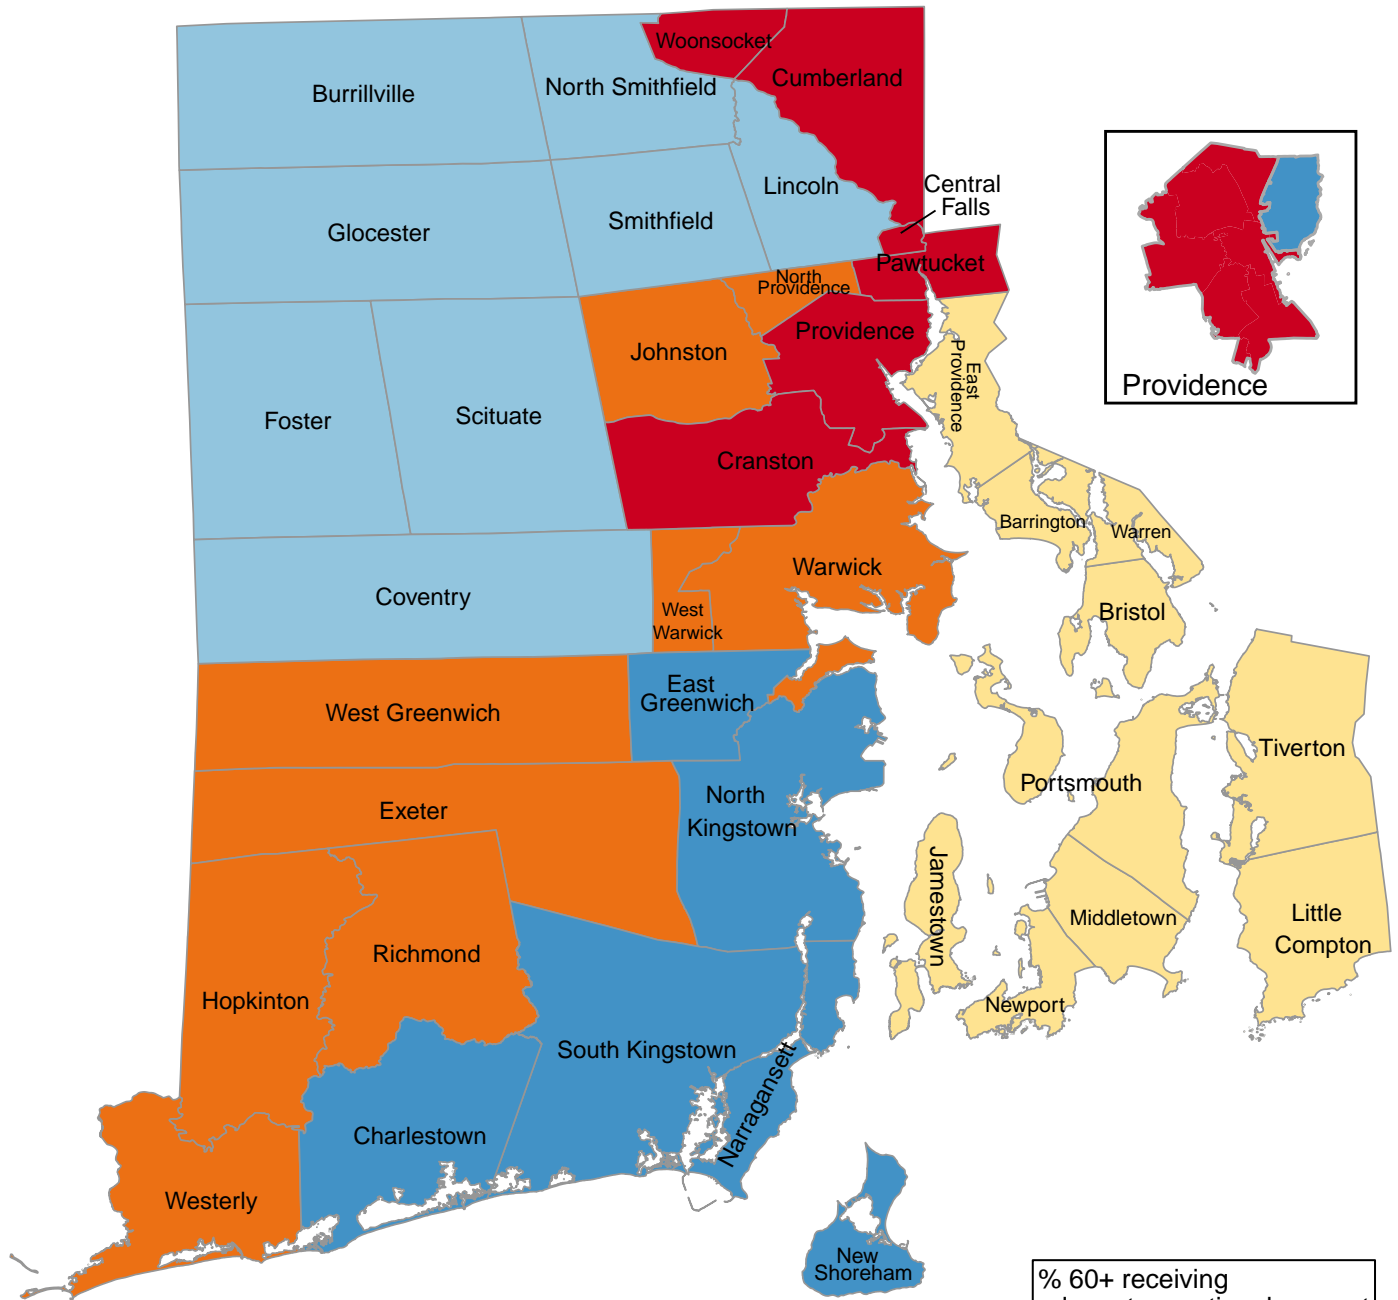 Woonsocket
Cumberland
Burrillville
North Smithfield
Lincoln
Central
Falls
Glocester
Smithfield
Pawtucket
North
Providence
Providence
Johnston
East
Providence
Foster
Scituate
Cranston
Providence
Barrington
Warren
Warwick
Coventry
West
Warwick
Bristol
East
Greenwich
West Greenwich
Tiverton
Portsmouth
Exeter
North
Kingstown
Jamestown
Middletown
Little
Compton
Richmond
Hopkinton
Newport
South Kingstown
Narragansett
Charlestown
Westerly
New
Shoreham
% 60+ receiving